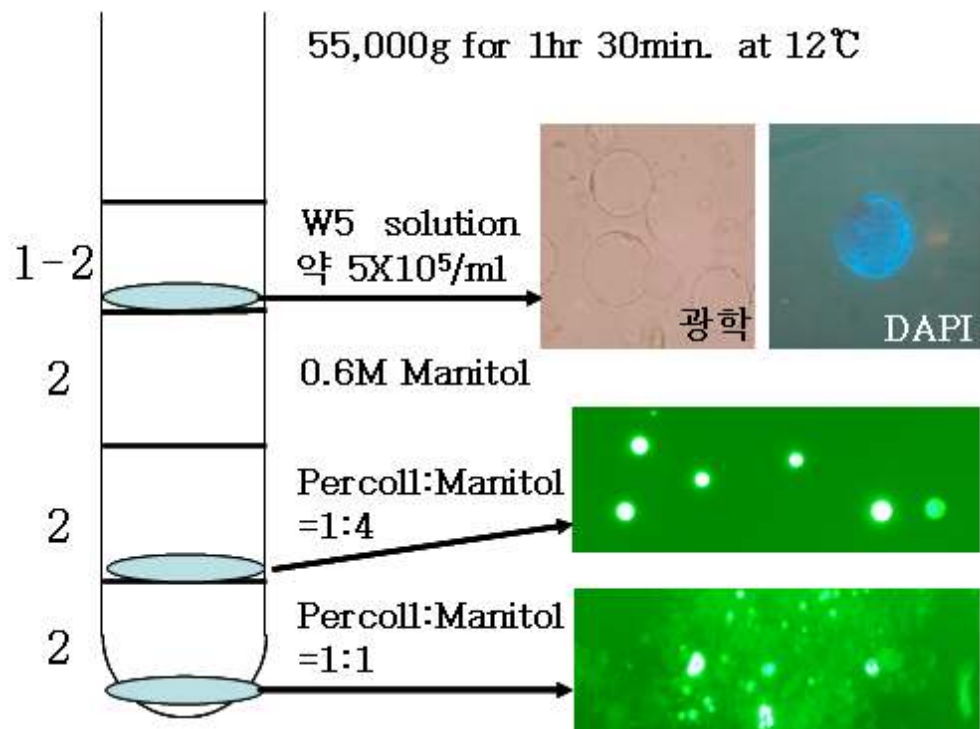 55,000g for 1hr 30min. at 12℃
1-2
W5 solution
약 5X10⁵/ml
광학
DAPI
2
0.6M Manitol
2
Percoll:Manitol
=1:4
2
Percoll:Manitol
=1:1